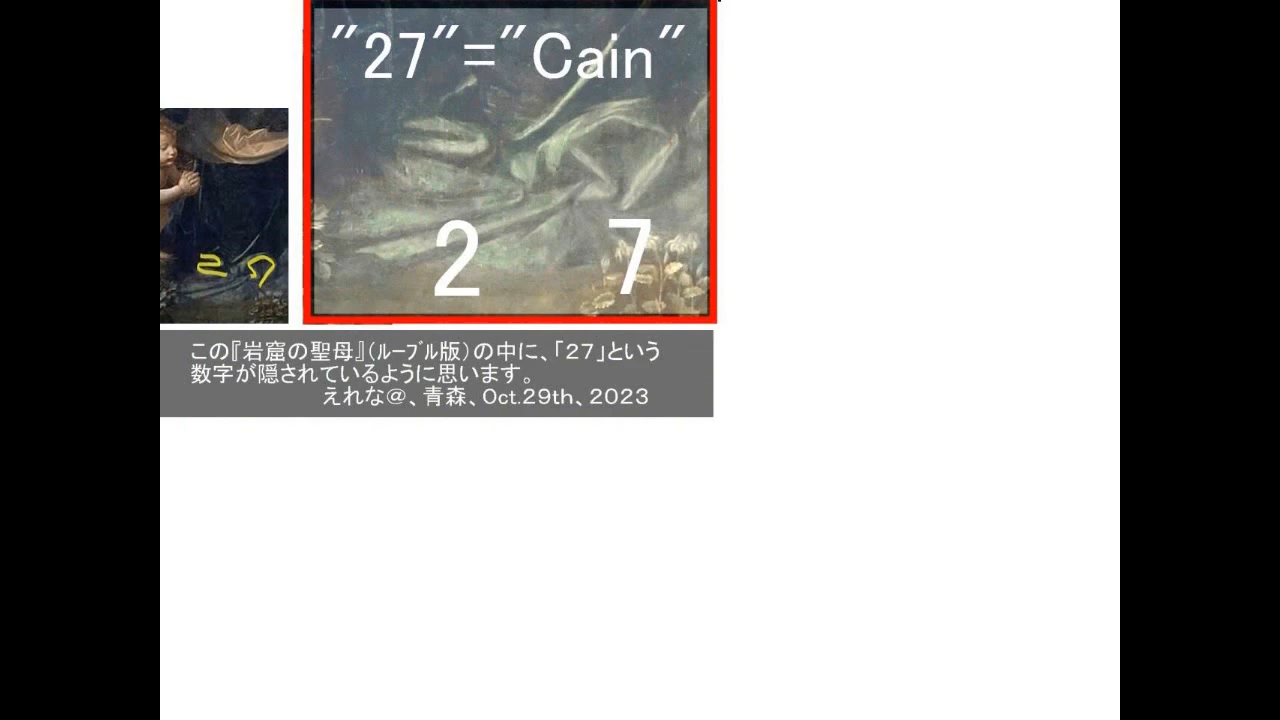 "27"="Cain"
2 7
27
この『岩窟の聖母』(ﾙｰﾌﾞﾙ版)の中に、「２７」という
数字が隠されているように思います。
えれな＠、青森、Oct.29th、2023